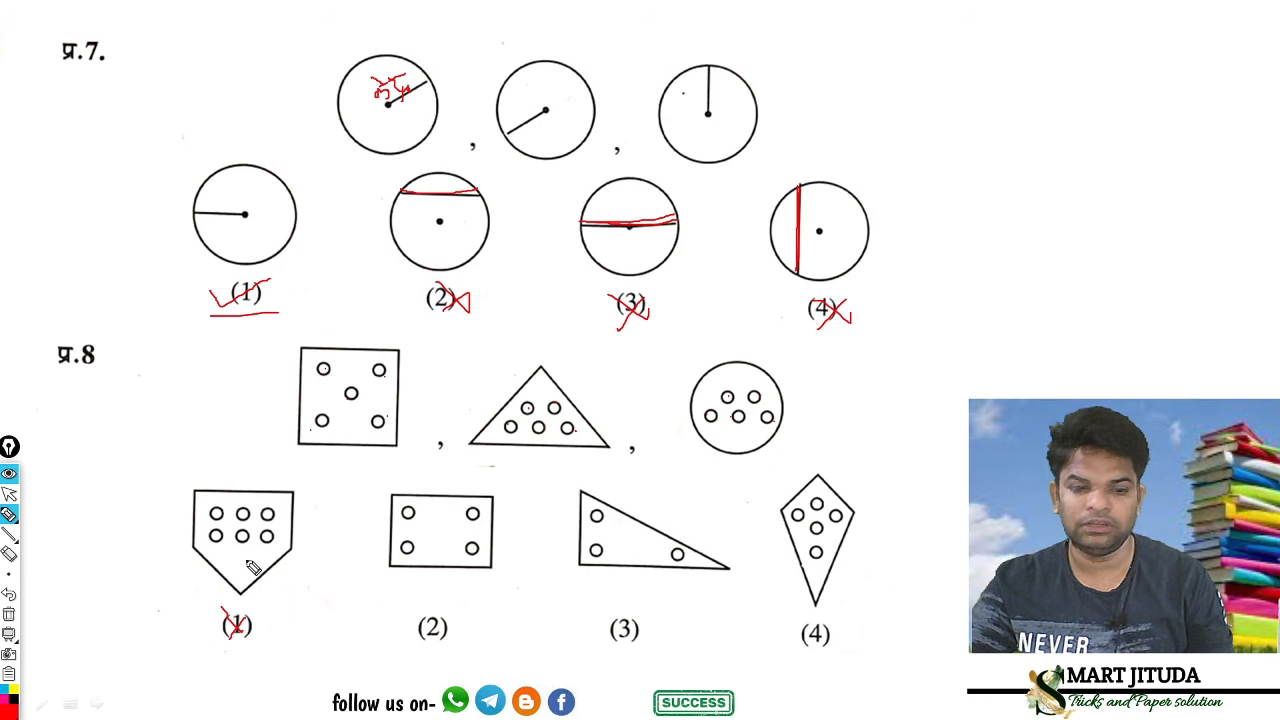 प्र.7.
(1)
(2)
(3)
(4)
प्र.8
(1)
(2)
(3)
(4)
NEVER
SMART JITUDA
Tricks and Paper solution
follow us on-
SUCCESS